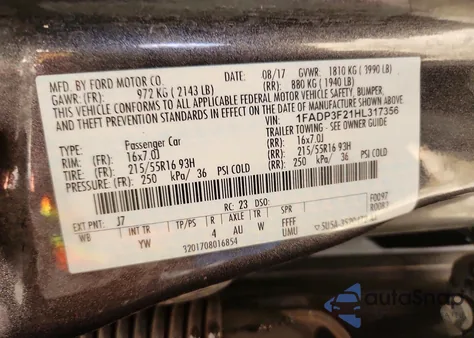 MFD. BY FORD MOTOR CO. DATE: 08/17 GVWR: 1810 KG ( 3990 LB)
GAWR: (FR): 972 KG ( 2143 LB) (RR): 880 KG ( 1940 LB)
THIS VEHICLE CONFORMS TO ALL APPLICABLE FEDERAL MOTOR VEHICLE SAFETY, BUMPER,
AND THEFT PREVENTION STANDARDS IN EFFECT ON THE DATE OF MANUFACTURE SHOWN ABOVE.
VIN: 1FADP3F21HL317356
TYPE: Passenger Car TRAILER TOWING - SEE OWNER GUIDE
RIM: (FR): 16x7.0J (RR): 16x7.0J
TIRE: (FR): 215/55R16 93H (RR): 215/55R16 93H
PRESSURE: (FR): 250 kPa/ 36 PSI COLD (RR): 250 kPa/ 36 PSI COLD
EXT PNT: J7 RC: 23 DSO: F0097
WB INT TR TP/PS R AXLE TR SPR
YW 4 AU W FFFF
3201708016854 UMU
autoSnap